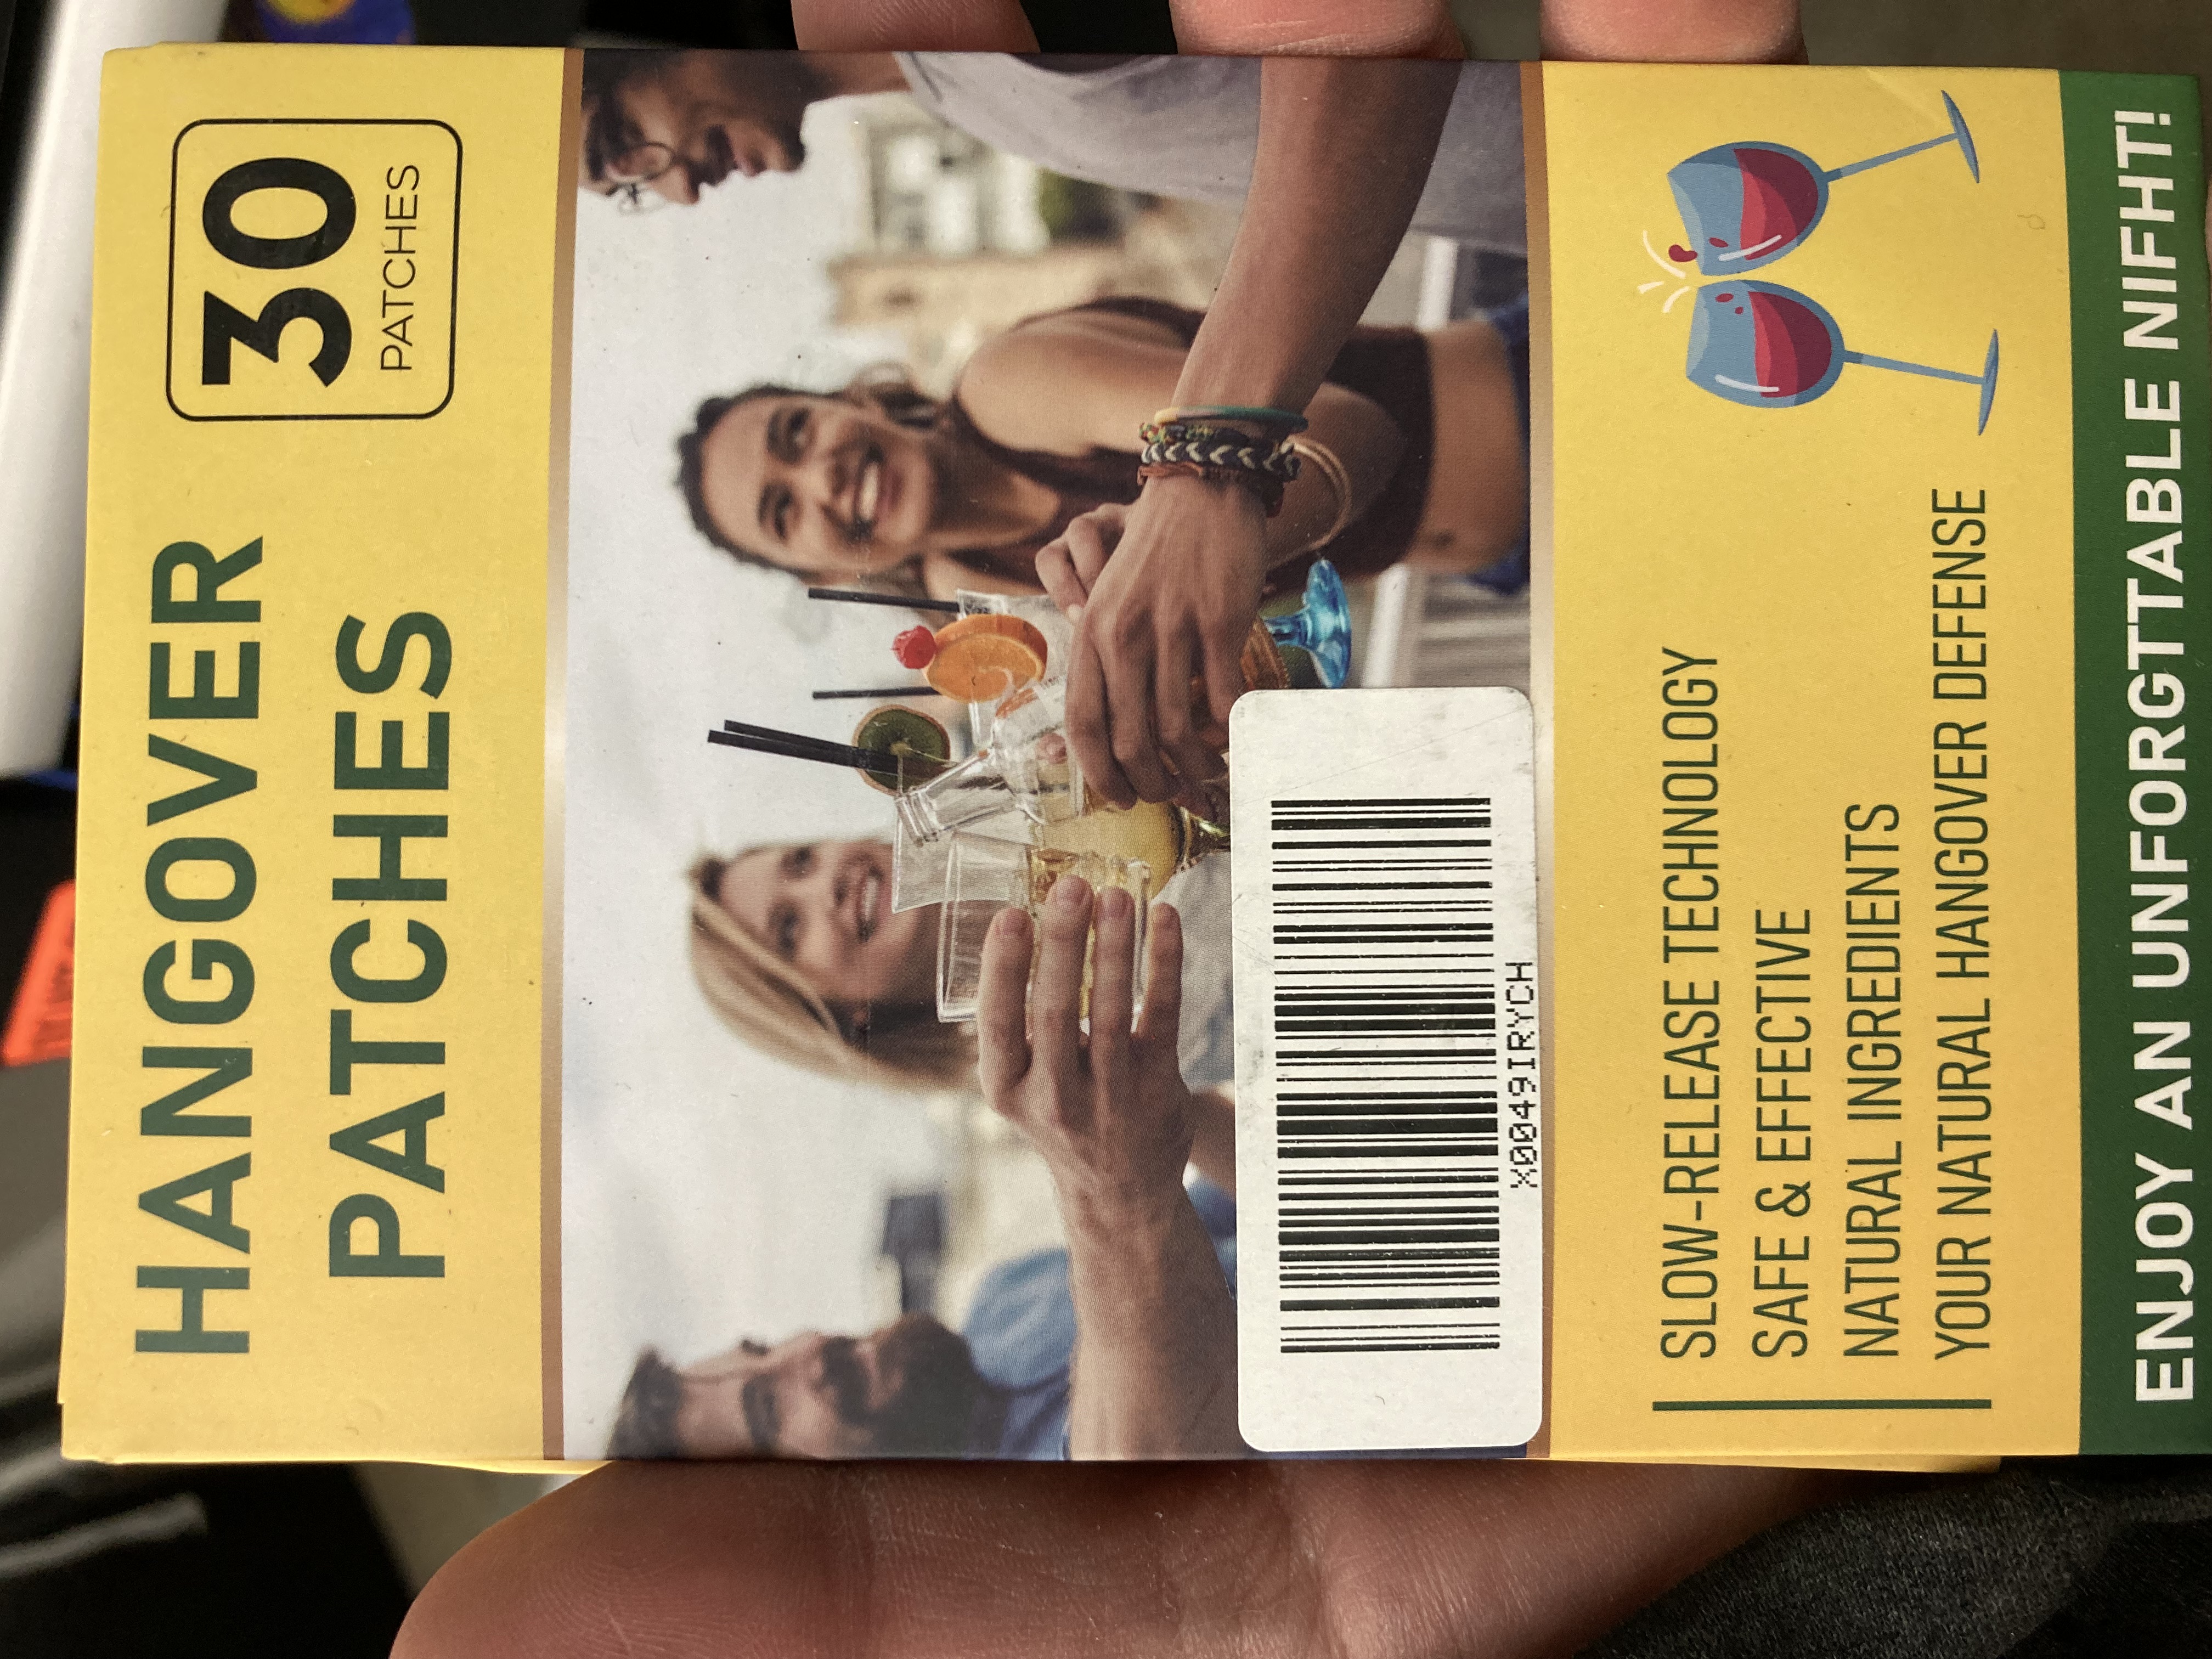 HANGOVER
PATCHES
30
PATCHES
X0049IRYCH
SLOW-RELEASE TECHNOLOGY
SAFE & EFFECTIVE
NATURAL INGREDIENTS
YOUR NATURAL HANGOVER DEFENSE
ENJOY AN UNFORGTTABLE NIFHT!